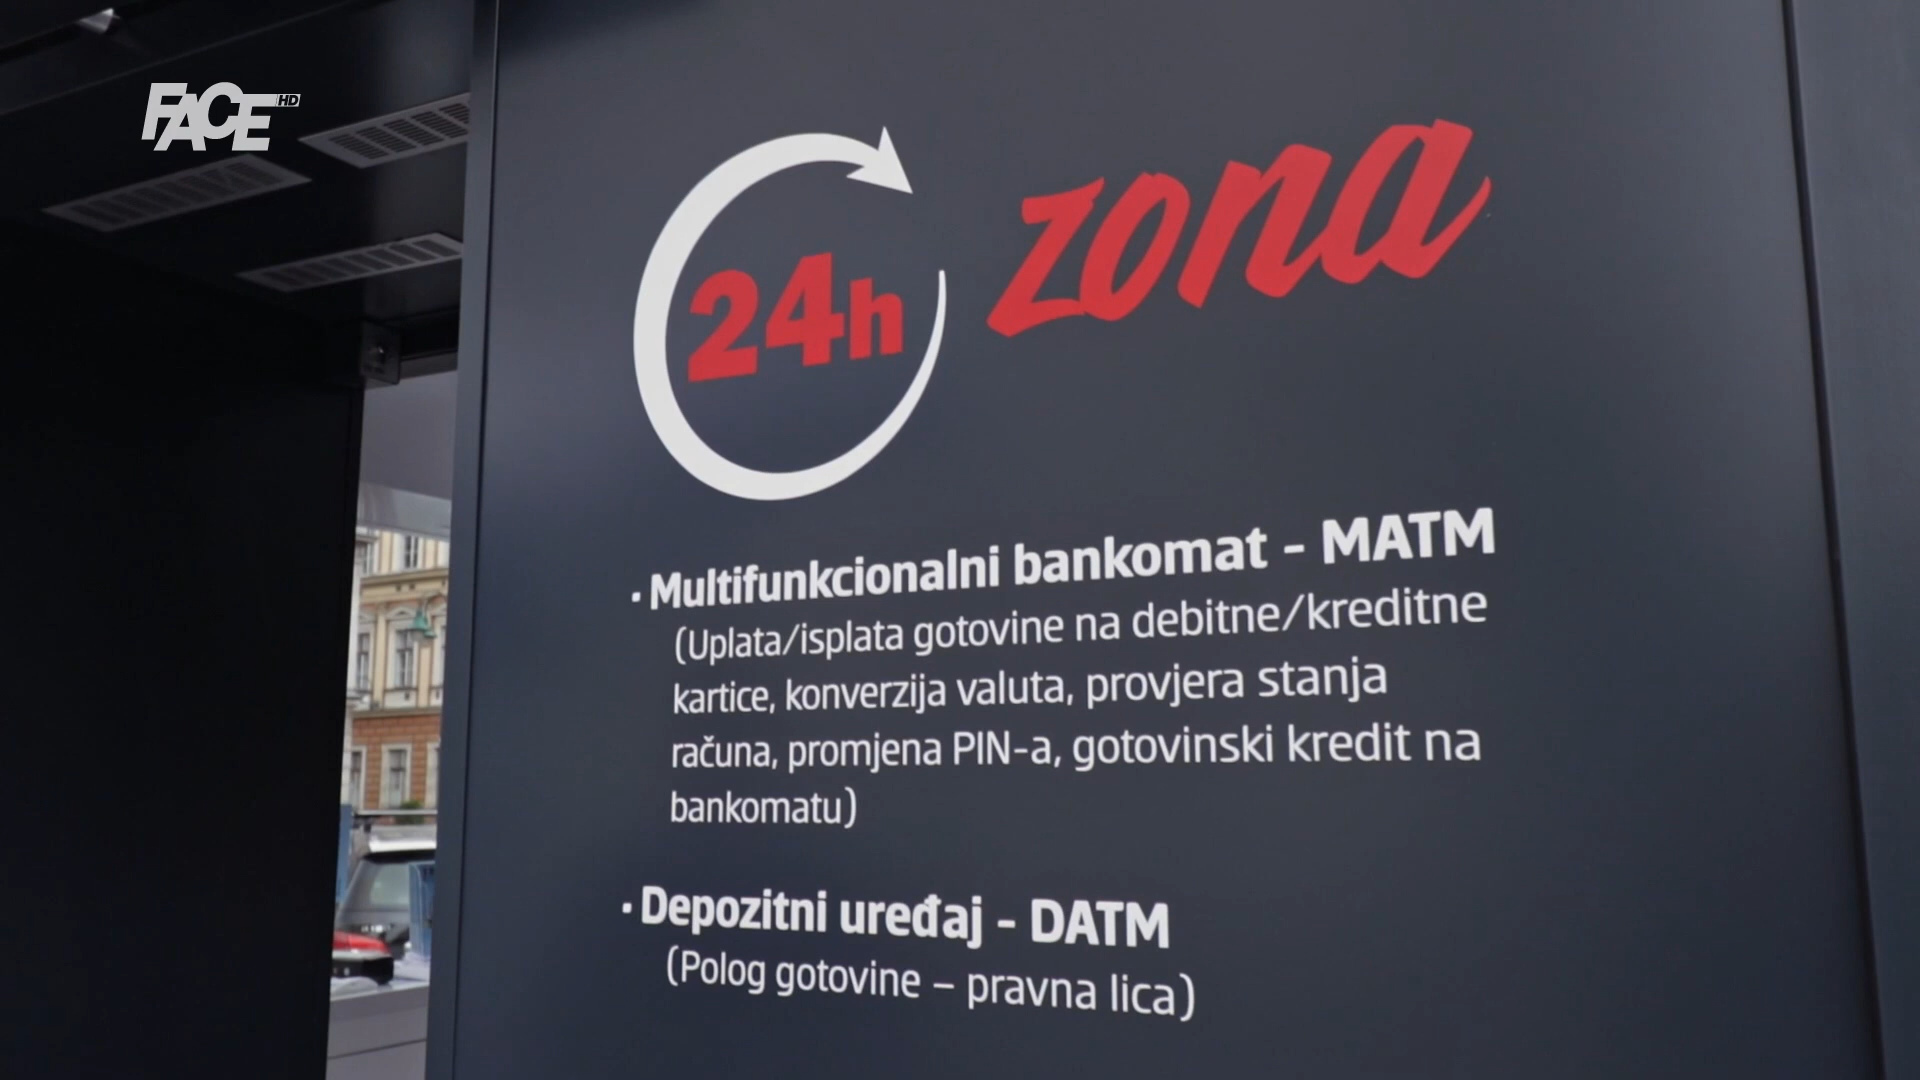 FACE HD
24h zona
· Multifunkcionalni bankomat - MATM
(Uplata/isplata gotovine na debitne/kreditne
kartice, konverzija valuta, provjera stanja
računa, promjena PIN-a, gotovinski kredit na
bankomatu)
· Depozitni uređaj - DATM
(Polog gotovine – pravna lica)